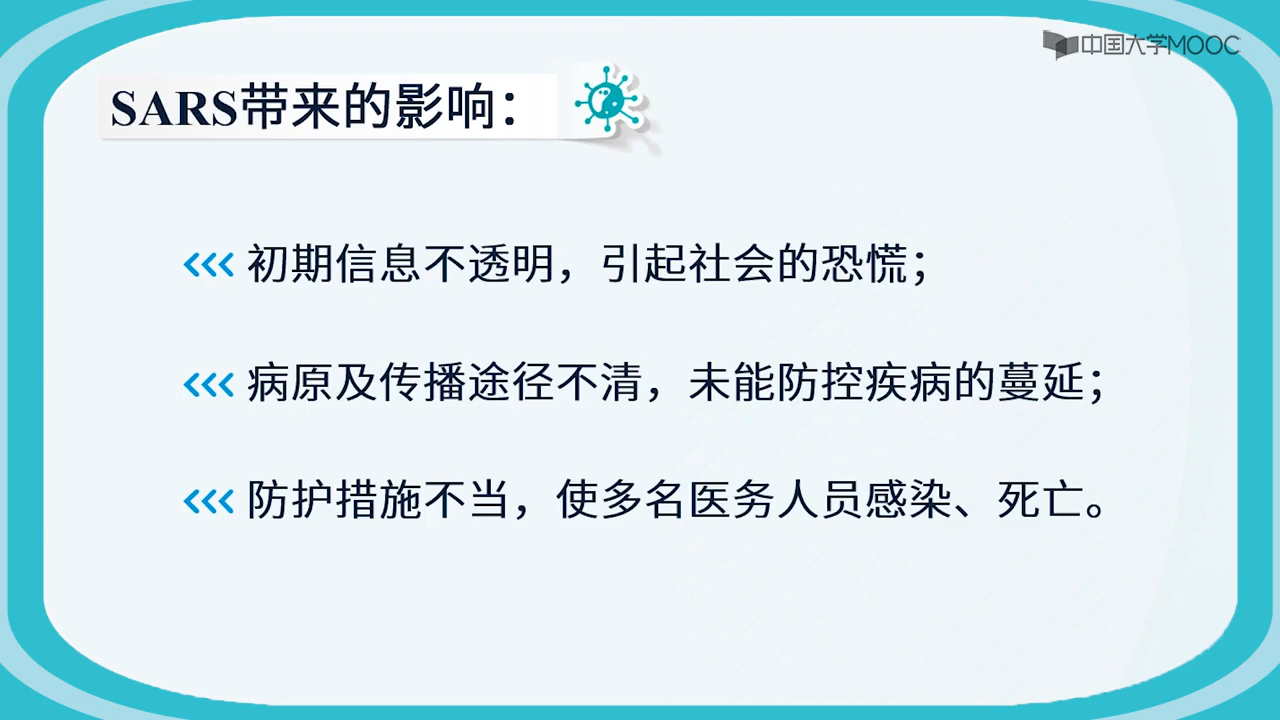 中国大学MOOC
SARS带来的影响：
初期信息不透明，引起社会的恐慌；
病原及传播途径不清，未能防控疾病的蔓延；
防护措施不当，使多名医务人员感染、死亡。